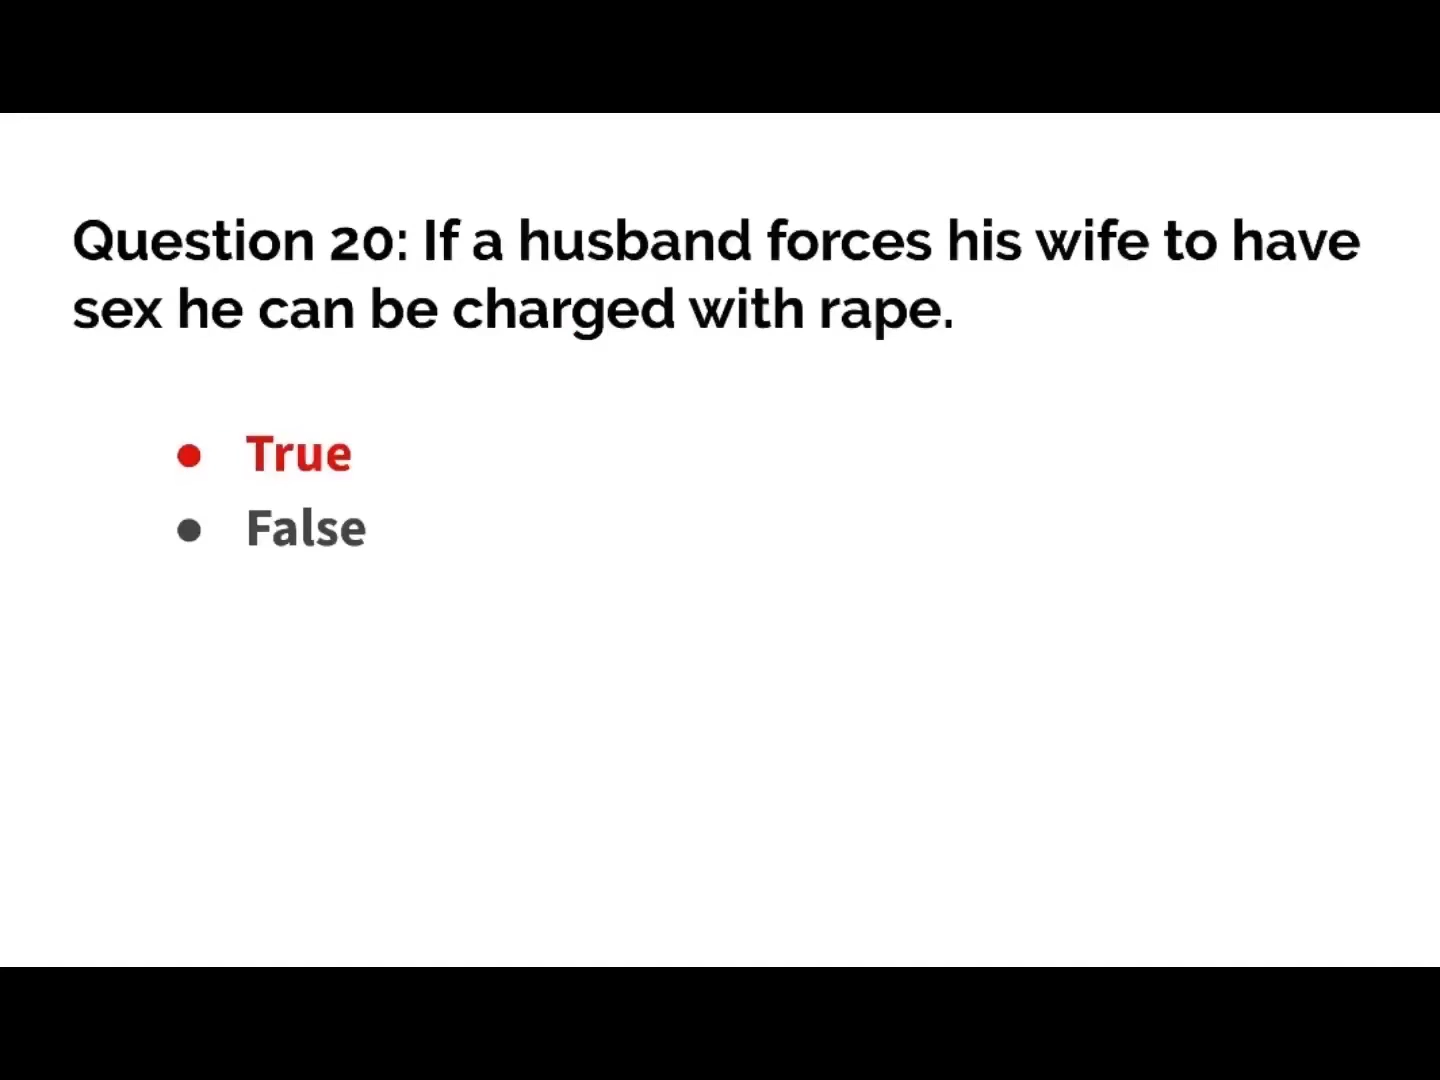 Question 20: If a husband forces his wife to have
sex he can be charged with rape.
● True
● False